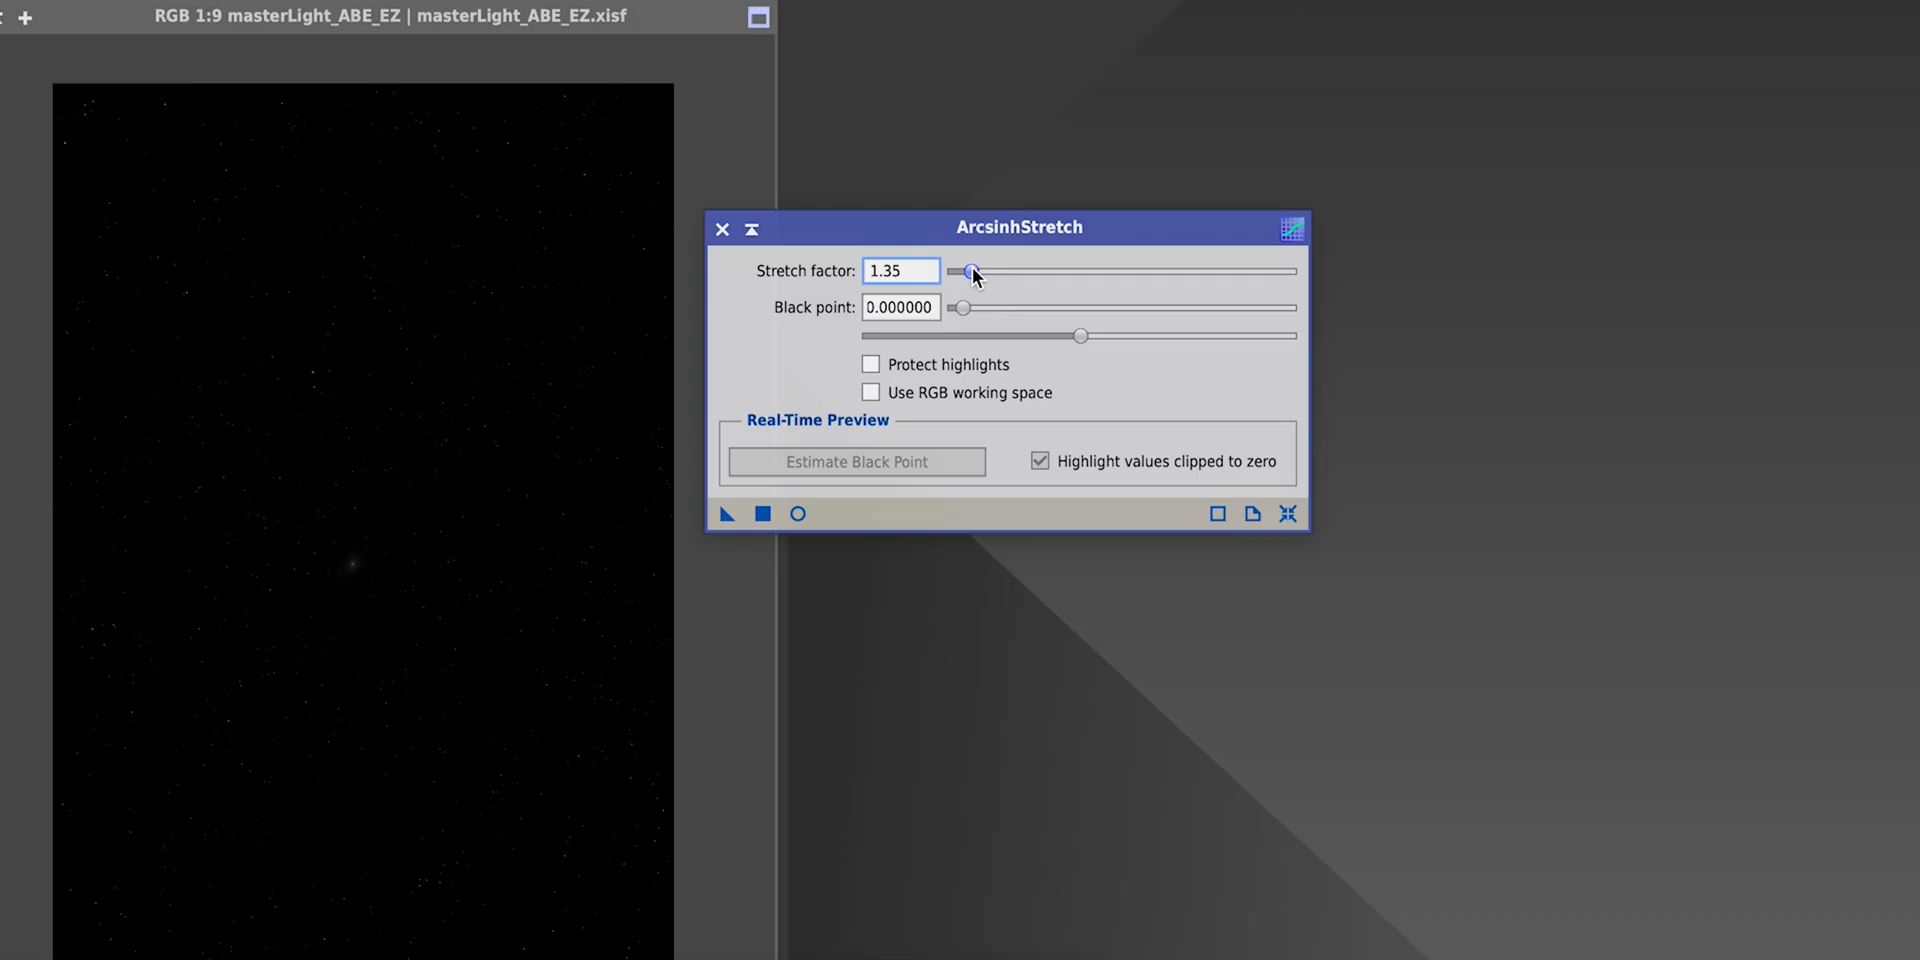 RGB 1:9 masterLight_ABE_EZ | masterLight_ABE_EZ.xisf
ArcsinhStretch
Stretch factor: 1.35
Black point: 0.000000
Protect highlights
Use RGB working space
Real-Time Preview
Estimate Black Point
Highlight values clipped to zero